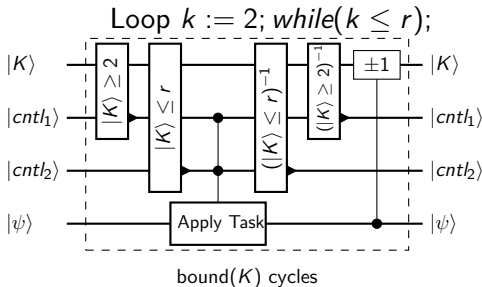 Loop k := 2; while(k ≤ r);
|K⟩ |K⟩ ≥ 2 |K⟩ ≤ r (|K⟩ ≤ r)⁻¹ (|K⟩ ≥ 2)⁻¹ ±1 |K⟩
|cntl₁⟩ |cntl₁⟩
|cntl₂⟩ |cntl₂⟩
|ψ⟩ Apply Task |ψ⟩
bound(K) cycles